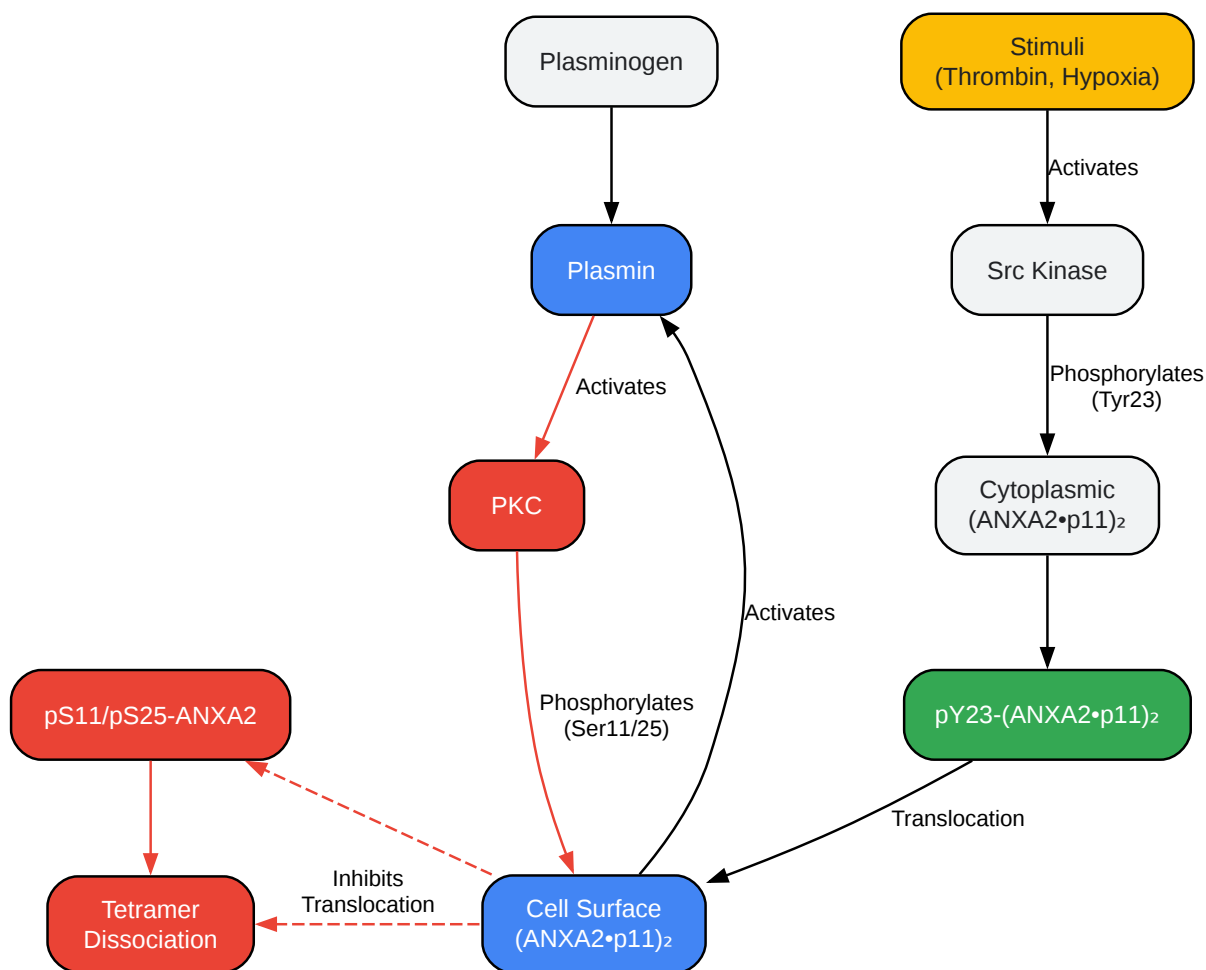 Plasminogen
Stimuli
(Thrombin, Hypoxia)
Activates
Plasmin
Src Kinase
Activates
Phosphorylates
(Tyr23)
PKC
Cytoplasmic
(ANXA2•p11)₂
Activates
pS11/pS25-ANXA2
Phosphorylates
(Ser11/25)
pY23-(ANXA2•p11)₂
Translocation
Inhibits
Translocation
Tetramer
Dissociation
Cell Surface
(ANXA2•p11)₂